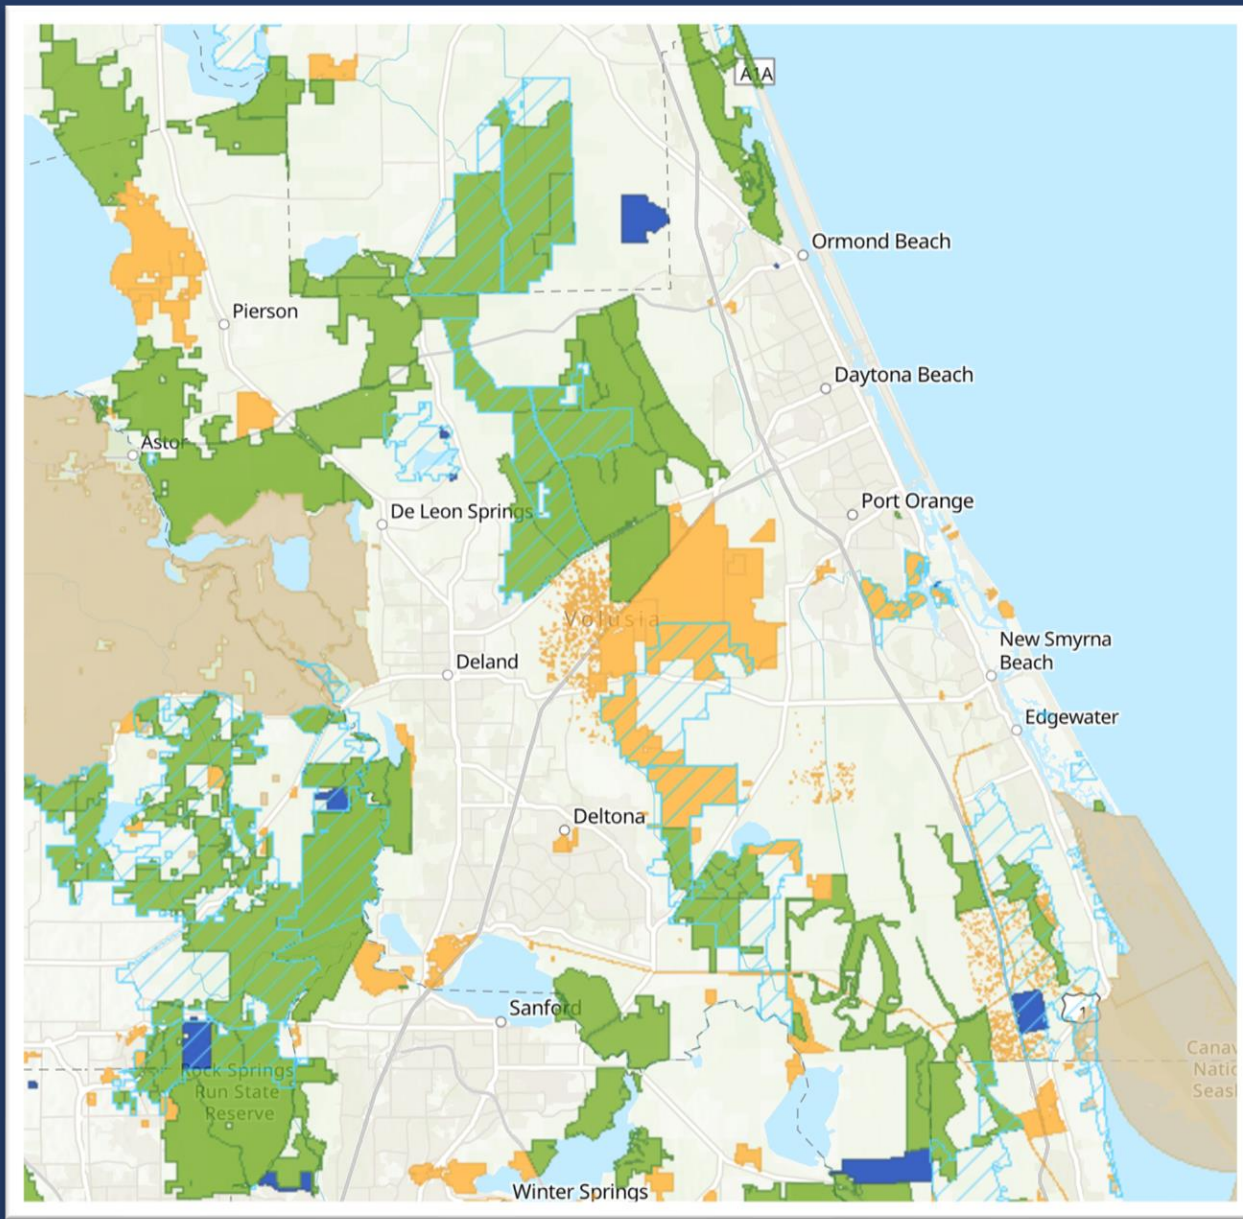 A1A
Ormond Beach
Pierson
Daytona Beach
Astor
Port Orange
De Leon Springs
Volusia
New Smyrna
Beach
Deland
Edgewater
Deltona
Sanford
1
Rock Springs
Run State
Reserve
Winter Springs